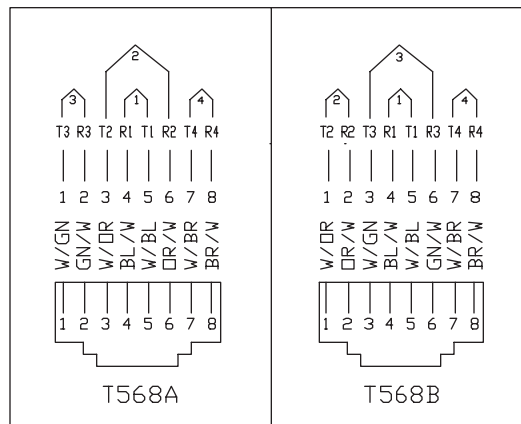 2
3 1 4
T3 R3 T2 R1 T1 R2 T4 R4
1 2 3 4 5 6 7 8
W/GN GN/W W/OR BL/W W/BL OR/W W/BR BR/W
1 2 3 4 5 6 7 8
T568A
3
2 1 4
T2 R2 T3 R1 T1 R3 T4 R4
1 2 3 4 5 6 7 8
W/OR OR/W W/GN BL/W W/BL GN/W W/BR BR/W
1 2 3 4 5 6 7 8
T568B